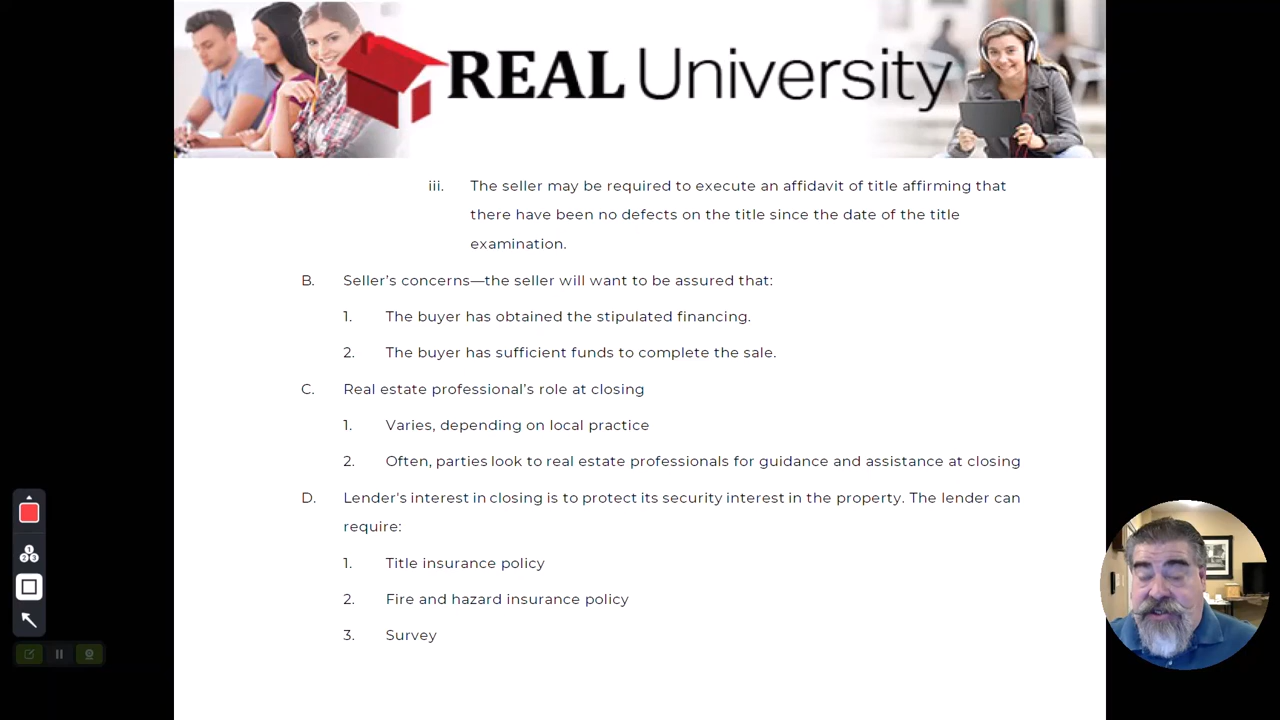 REAL University
iii. The seller may be required to execute an affidavit of title affirming that
there have been no defects on the title since the date of the title
examination.
B. Seller’s concerns—the seller will want to be assured that:
1. The buyer has obtained the stipulated financing.
2. The buyer has sufficient funds to complete the sale.
C. Real estate professional’s role at closing
1. Varies, depending on local practice
2. Often, parties look to real estate professionals for guidance and assistance at closing
D. Lender's interest in closing is to protect its security interest in the property. The lender can
require:
1. Title insurance policy
2. Fire and hazard insurance policy
3. Survey